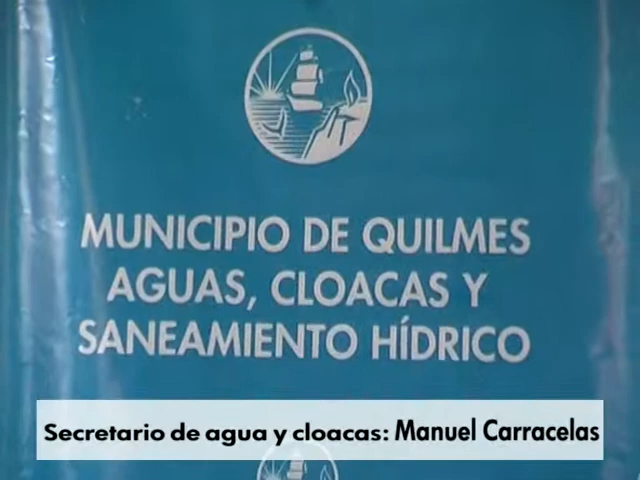 MUNICIPIO DE QUILMES
AGUAS, CLOACAS Y
SANEAMIENTO HÍDRICO
Secretario de agua y cloacas: Manuel Carracelas